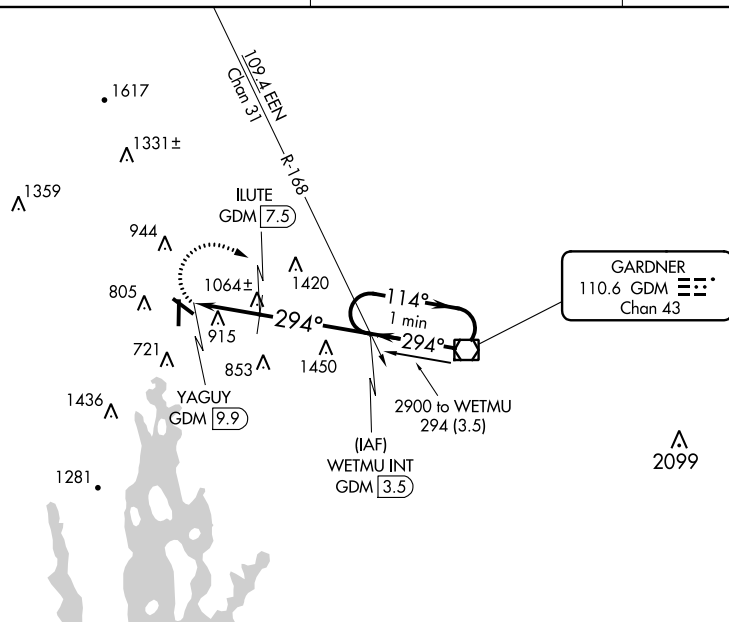 109.4 EEN
Chan 31
R-168
1617
1331±
1359
ILUTE
GDM 7.5
944
1420
1064±
805
915
294°
114°
1 min
294°
GARDNER
110.6 GDM
Chan 43
721
853
1450
YAGUY
GDM 9.9
2900 to WETMU
294 (3.5)
1436
(IAF)
WETMU INT
GDM 3.5
2099
1281